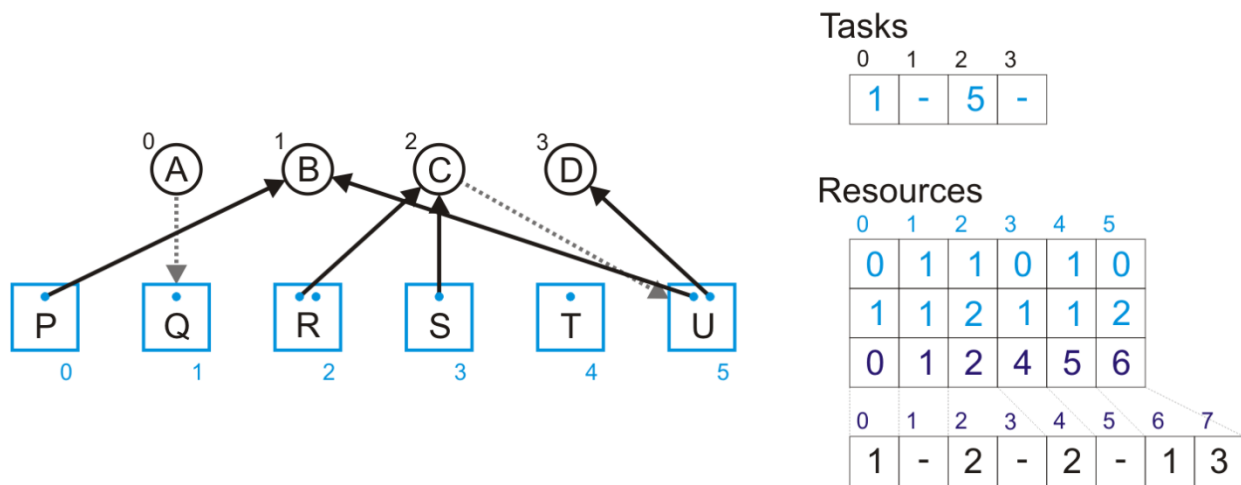 0 A 1 B 2 C 3 D
P Q R S T U
0 1 2 3 4 5
Tasks
0 1 2 3
1 - 5 -
Resources
0 1 2 3 4 5
0 1 1 0 1 0
1 1 2 1 1 2
0 1 2 4 5 6
0 1 2 3 4 5 6 7
1 - 2 - 2 - 1 3